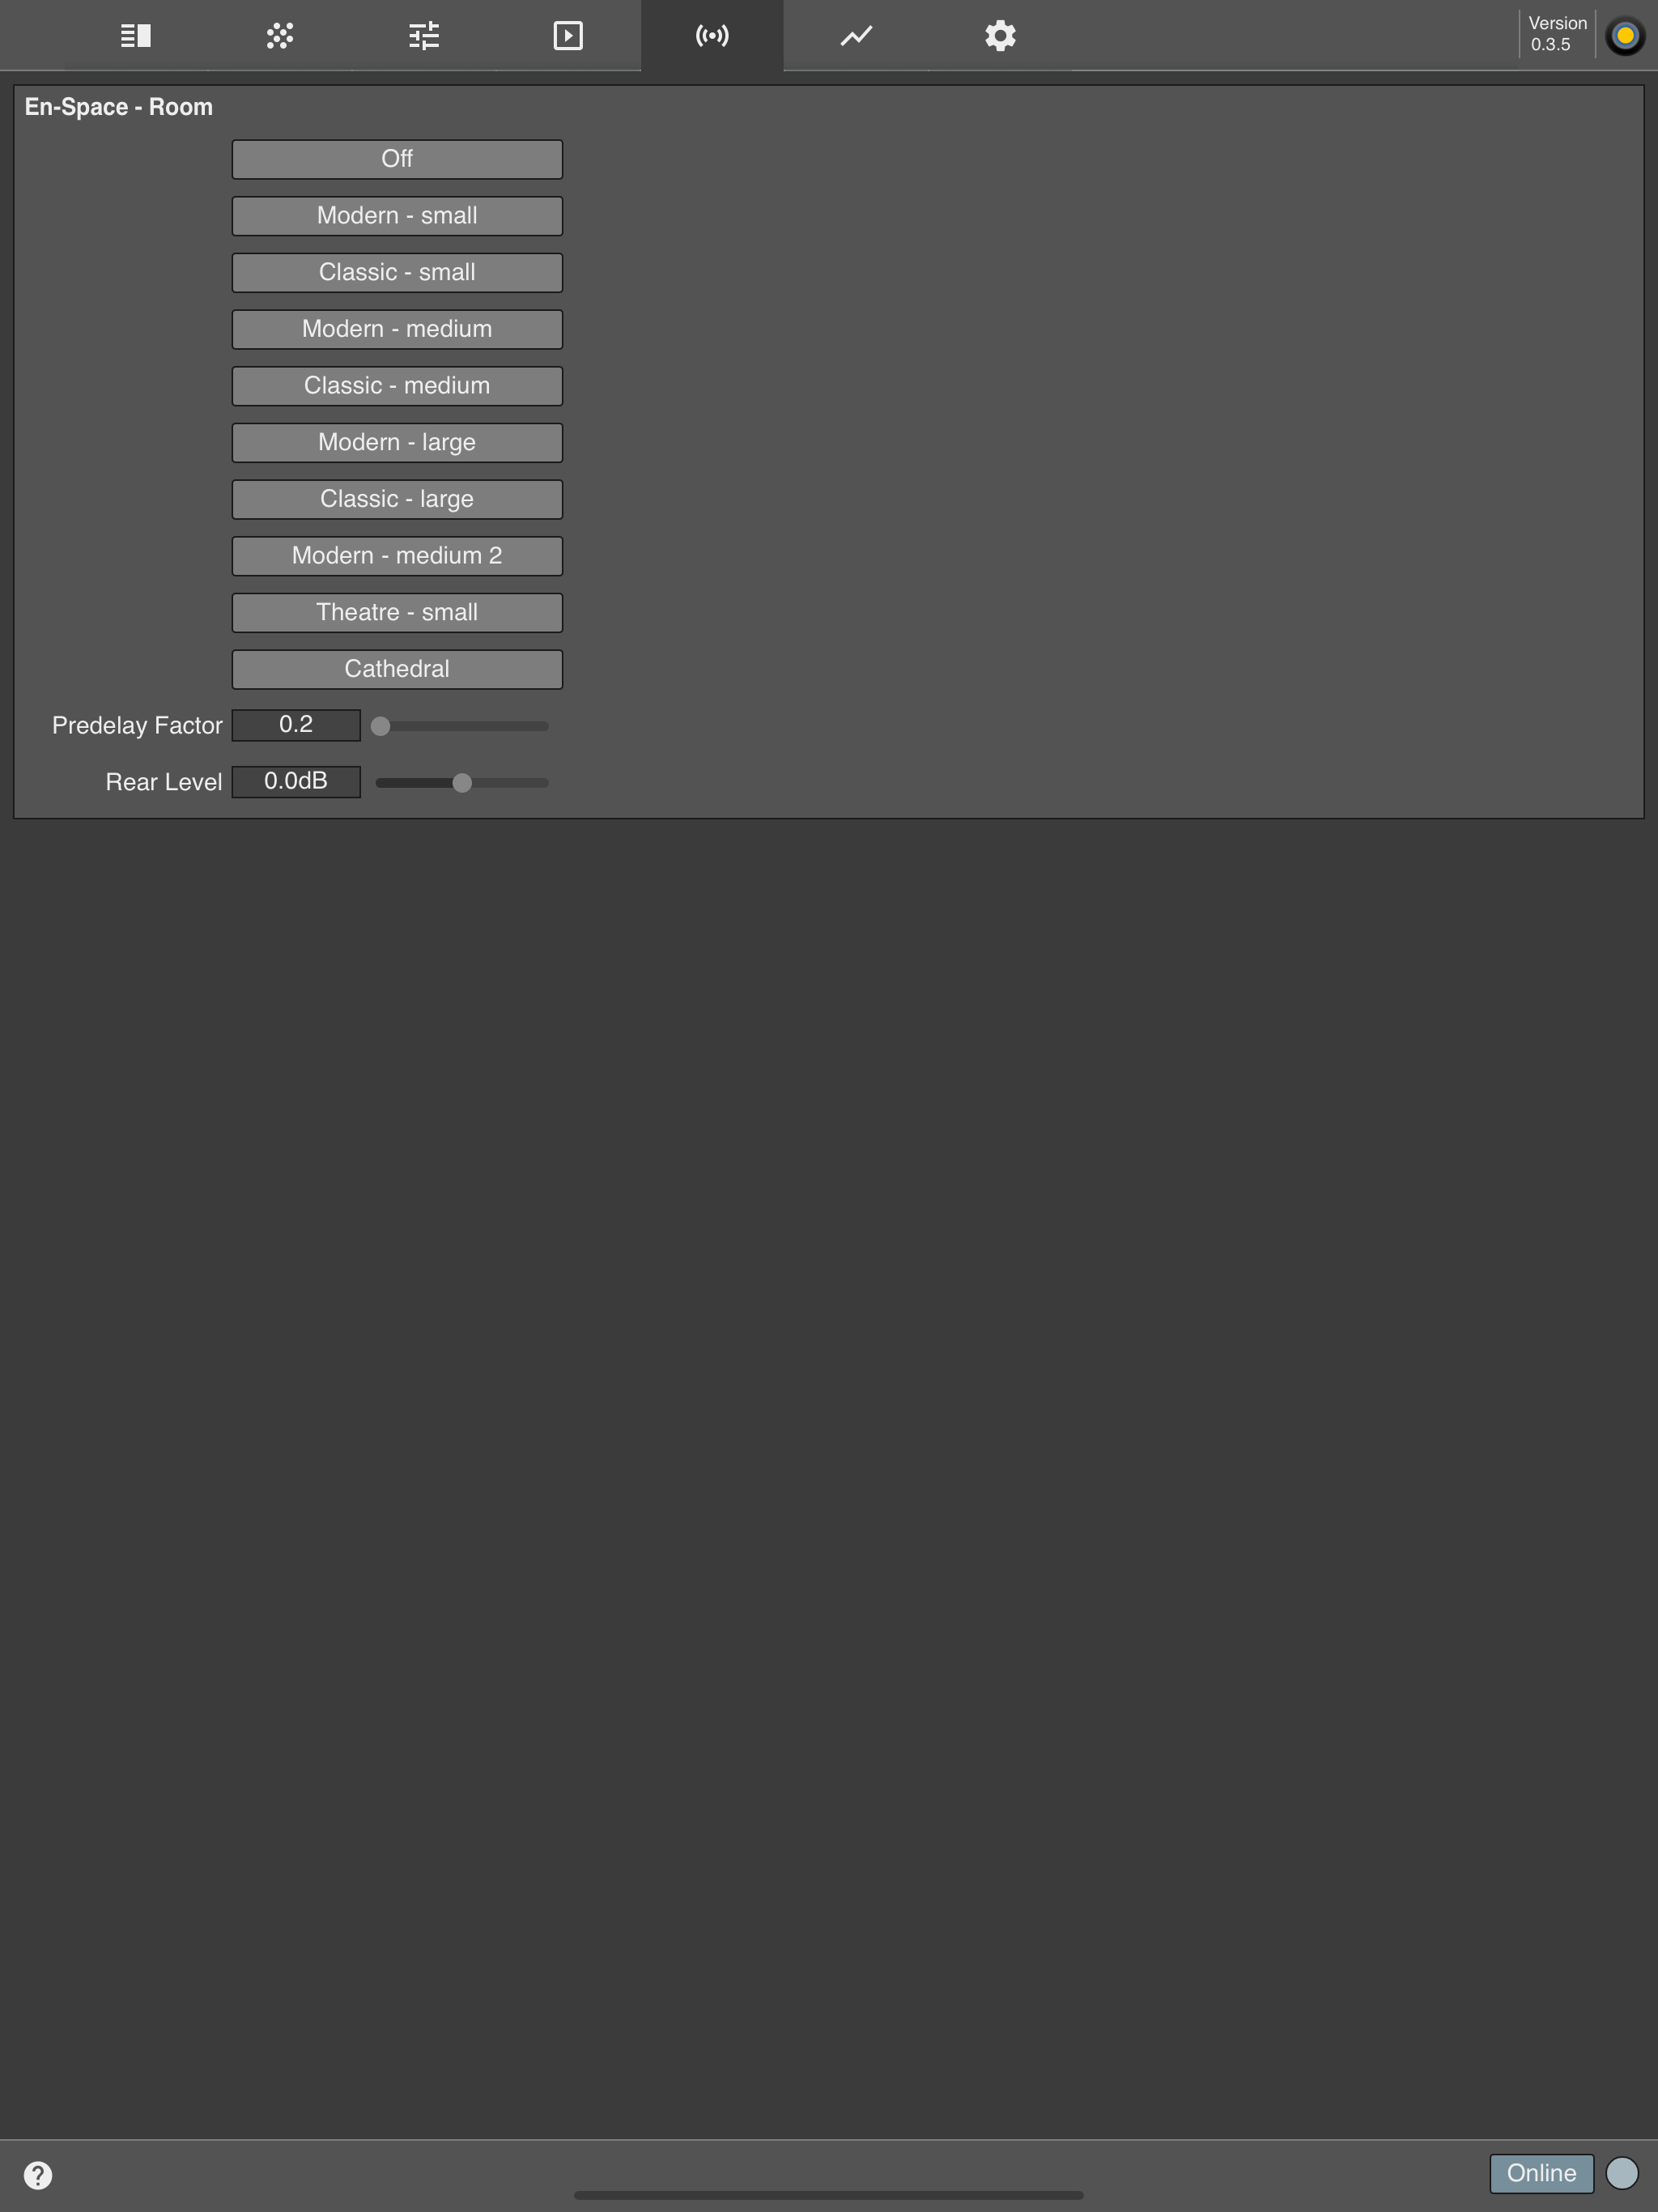 Version
0.3.5
En-Space - Room
Off
Modern - small
Classic - small
Modern - medium
Classic - medium
Modern - large
Classic - large
Modern - medium 2
Theatre - small
Cathedral
Predelay Factor 0.2
Rear Level 0.0dB
?
Online